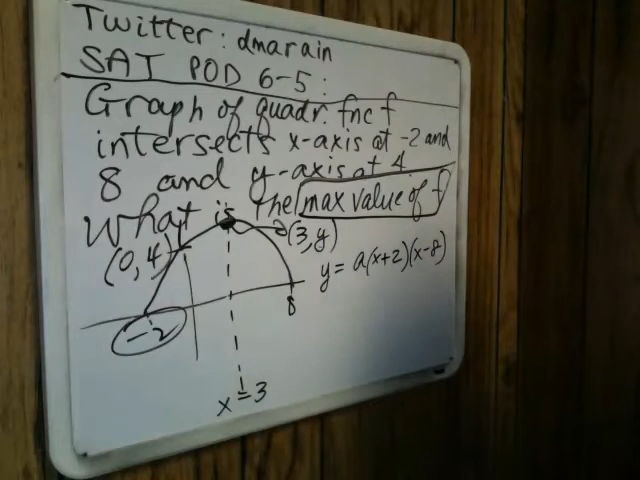 Twitter: dmarain
SAT POD 6-5:
Graph of quadr. fnc f
intersects x-axis at -2 and
8 and y-axis at 4.
What is the max value of f
(0,4)
(3,y)
y = a(x+2)(x-8)
-2
8
x=3